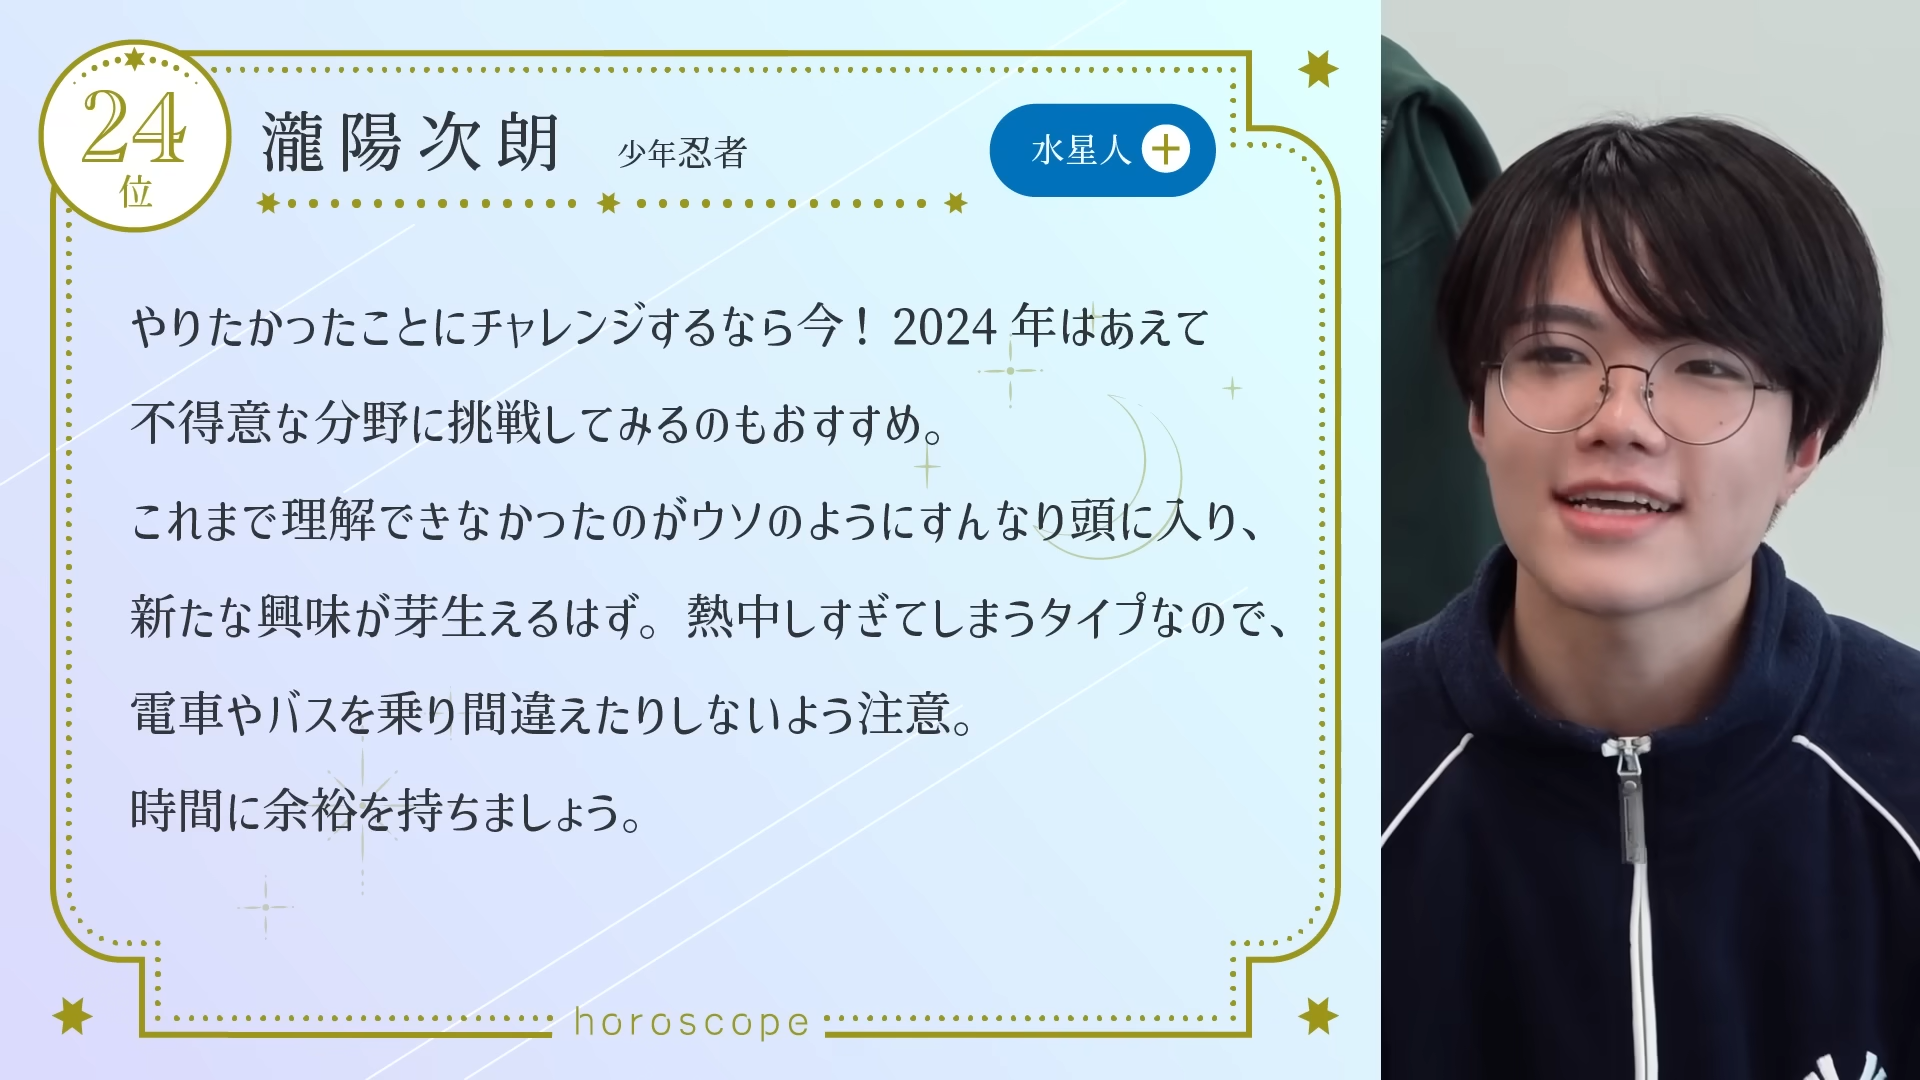 24
位
瀧陽次朗 少年忍者
水星人+
やりたかったことにチャレンジするなら今！ 2024 年はあえて
不得意な分野に挑戦してみるのもおすすめ。
これまで理解できなかったのがウソのようにすんなり頭に入り、
新たな興味が芽生えるはず。熱中しすぎてしまうタイプなので、
電車やバスを乗り間違えたりしないよう注意。
時間に余裕を持ちましょう。
horoscope